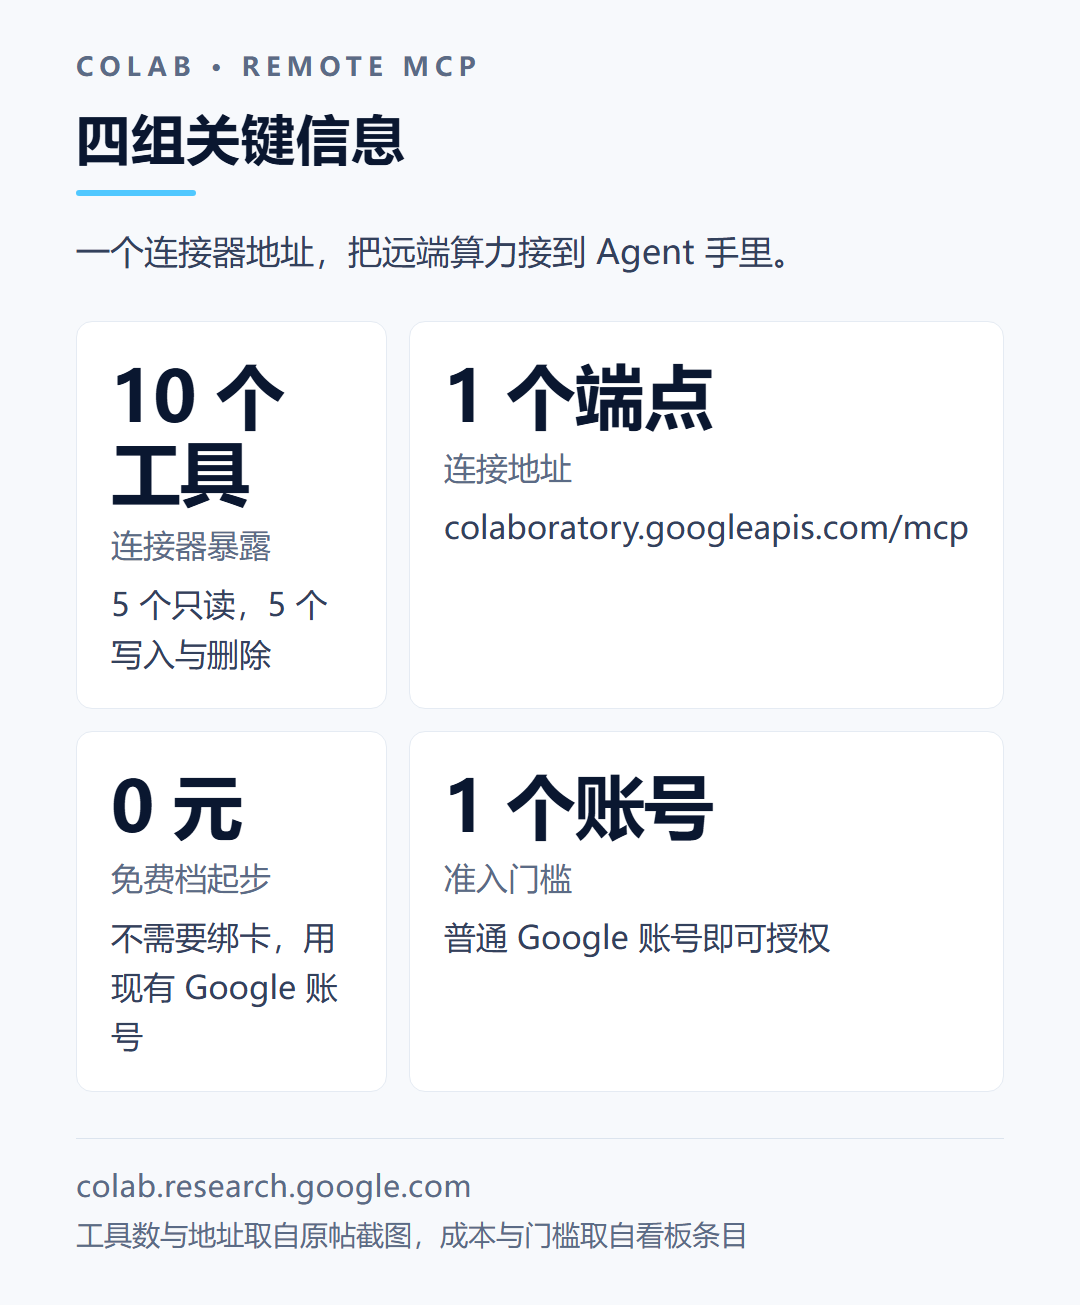 COLAB • REMOTE MCP
四组关键信息
一个连接器地址，把远端算力接到 Agent 手里。
10 个
工具
连接器暴露
5 个只读，5 个
写入与删除
1 个端点
连接地址
colaboratory.googleapis.com/mcp
0 元
免费档起步
不需要绑卡，用
现有 Google 账
号
1 个账号
准入门槛
普通 Google 账号即可授权
colab.research.google.com
工具数与地址取自原帖截图，成本与门槛取自看板条目